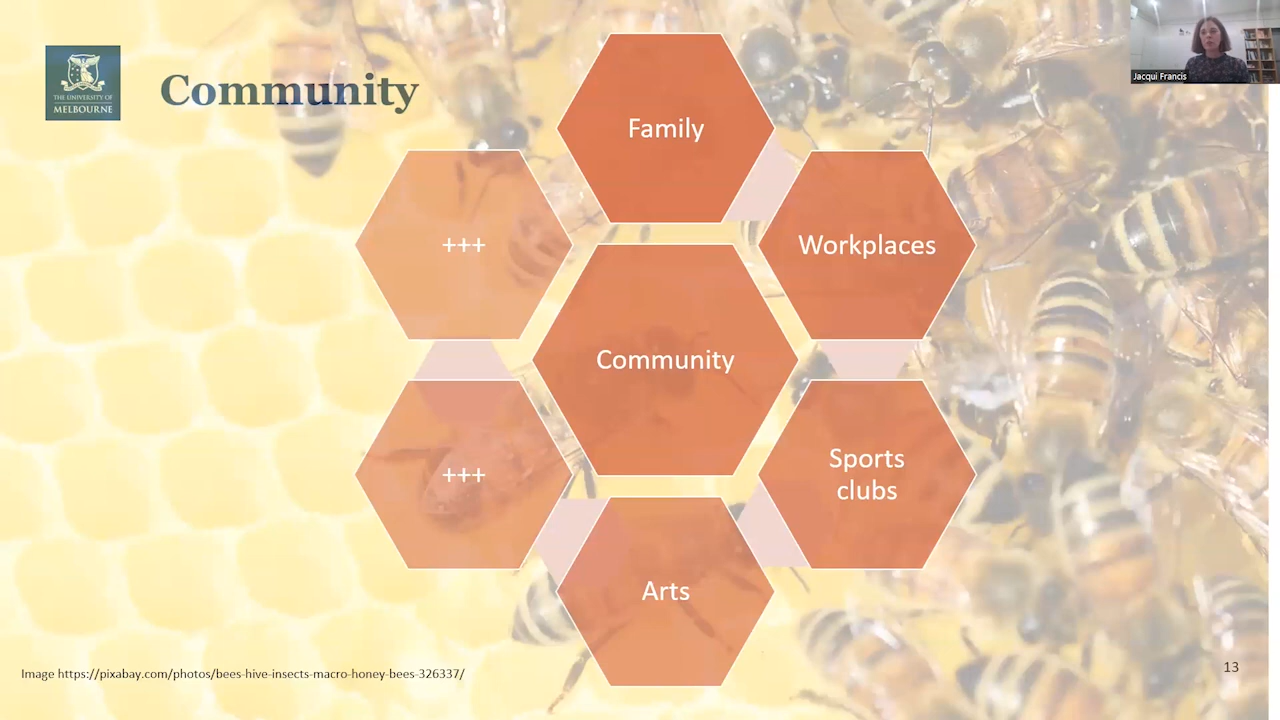 THE UNIVERSITY OF
MELBOURNE
Community
Jacqui Francis
Family
+++
Workplaces
Community
+++
Sports
clubs
Arts
Image https://pixabay.com/photos/bees-hive-insects-macro-honey-bees-326337/
13